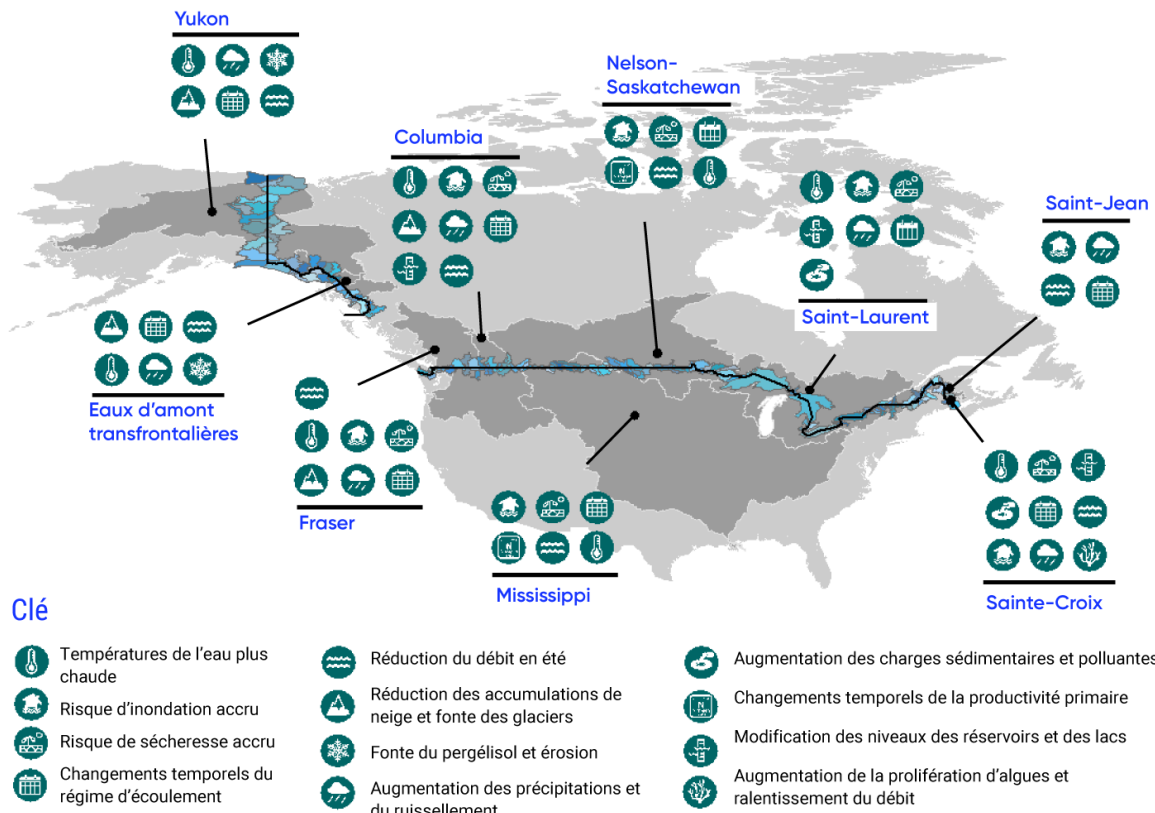 Yukon
Nelson-
Saskatchewan
Columbia
Saint-Jean
Saint-Laurent
Eaux d'amont
transfrontalières
Fraser
Mississippi
Sainte-Croix
Clé
Températures de l'eau plus
chaude
Risque d'inondation accru
Risque de sécheresse accru
Changements temporels du
régime d'écoulement
Réduction du débit en été
Réduction des accumulations de
neige et fonte des glaciers
Fonte du pergélisol et érosion
Augmentation des précipitations et
du ruissellement
Augmentation des charges sédimentaires et polluantes
Changements temporels de la productivité primaire
Modification des niveaux des réservoirs et des lacs
Augmentation de la prolifération d'algues et
ralentissement du débit